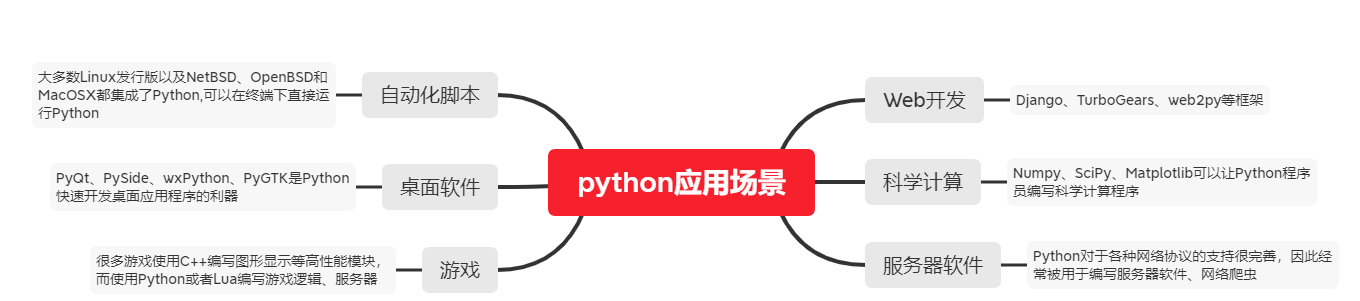 python应用场景
自动化脚本
大多数Linux发行版以及NetBSD、OpenBSD和
MacOSX都集成了Python,可以在终端下直接运
行Python
桌面软件
PyQt、PySide、wxPython、PyGTK是Python
快速开发桌面应用程序的利器
游戏
很多游戏使用C++编写图形显示等高性能模块，
而使用Python或者Lua编写游戏逻辑、服务器
Web开发
Django、TurboGears、web2py等框架
科学计算
Numpy、SciPy、Matplotlib可以让Python程序
员编写科学计算程序
服务器软件
Python对于各种网络协议的支持很完善，因此经
常被用于编写服务器软件、网络爬虫